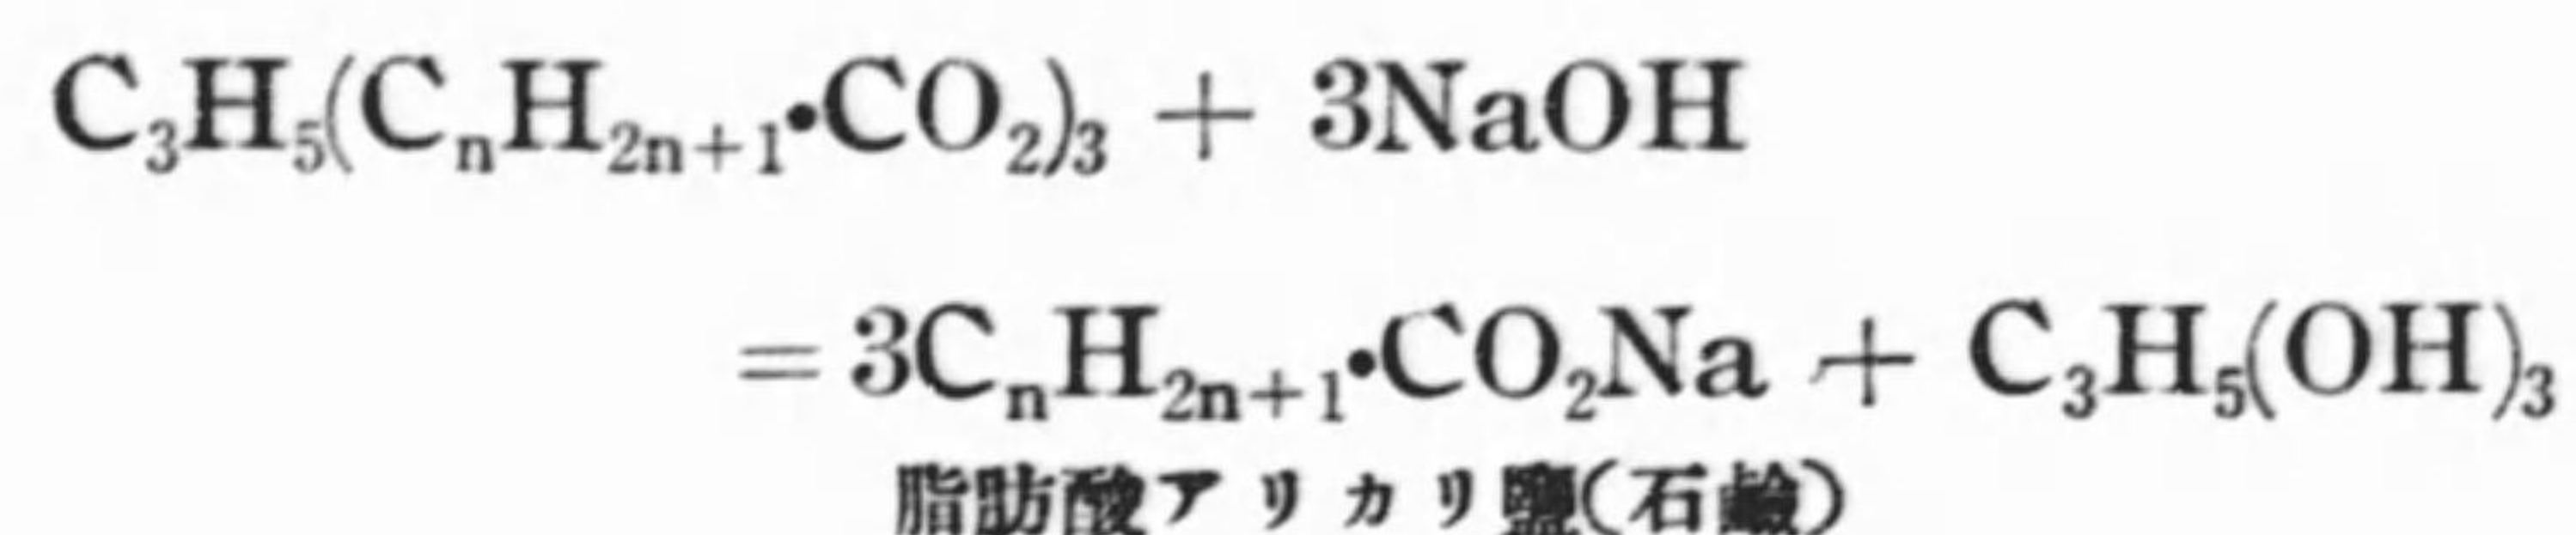 C₃H₅(CₙH₂ₙ₊₁•CO₂)₃ + 3NaOH
= 3CₙH₂ₙ₊₁•CO₂Na + C₃H₅(OH)₃
脂肪酸アリカリ鹽(石鹼)